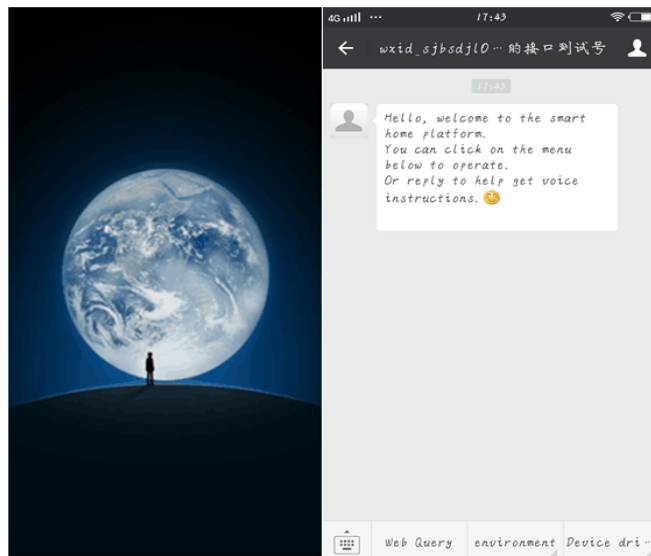 4G 17:43
wxid_sjbsdjl0…的接口测试号
17:43
Hello, welcome to the smart
home platform.
You can click on the menu
below to operate.
Or reply to help get voice
instructions.
Web Query environment Device dri…